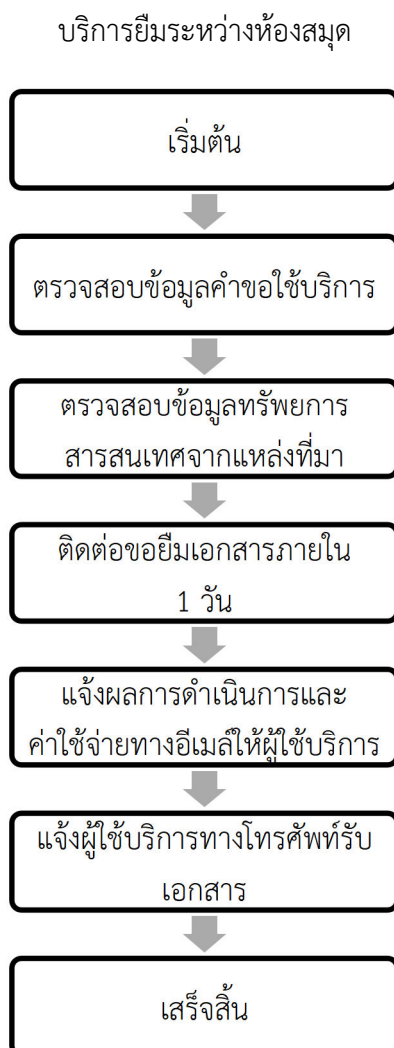 บริการยืมระหว่างห้องสมุด
เริ่มต้น
ตรวจสอบข้อมูลคำขอใช้บริการ
ตรวจสอบข้อมูลทรัพยการ
สารสนเทศจากแหล่งที่มา
ติดต่อขอยืมเอกสารภายใน
1 วัน
แจ้งผลการดำเนินการและ
ค่าใช้จ่ายทางอีเมล์ให้ผู้ใช้บริการ
แจ้งผู้ใช้บริการทางโทรศัพท์รับ
เอกสาร
เสร็จสิ้น